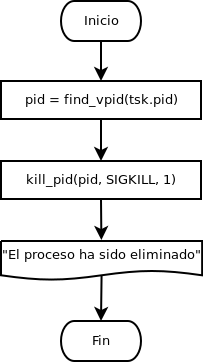 Inicio
pid = find_vpid(tsk.pid)
kill_pid(pid, SIGKILL, 1)
"El proceso ha sido eliminado"
Fin